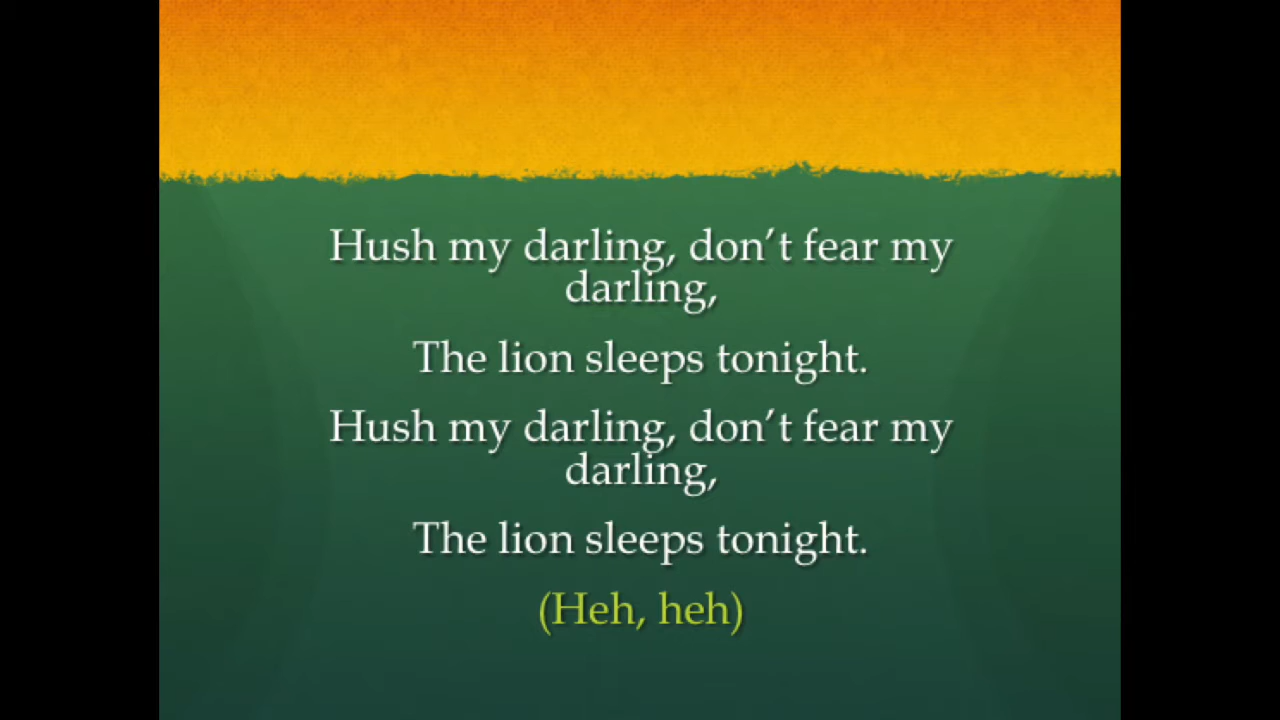 Hush my darling, don’t fear my
darling,
The lion sleeps tonight.
Hush my darling, don’t fear my
darling,
The lion sleeps tonight.
(Heh, heh)